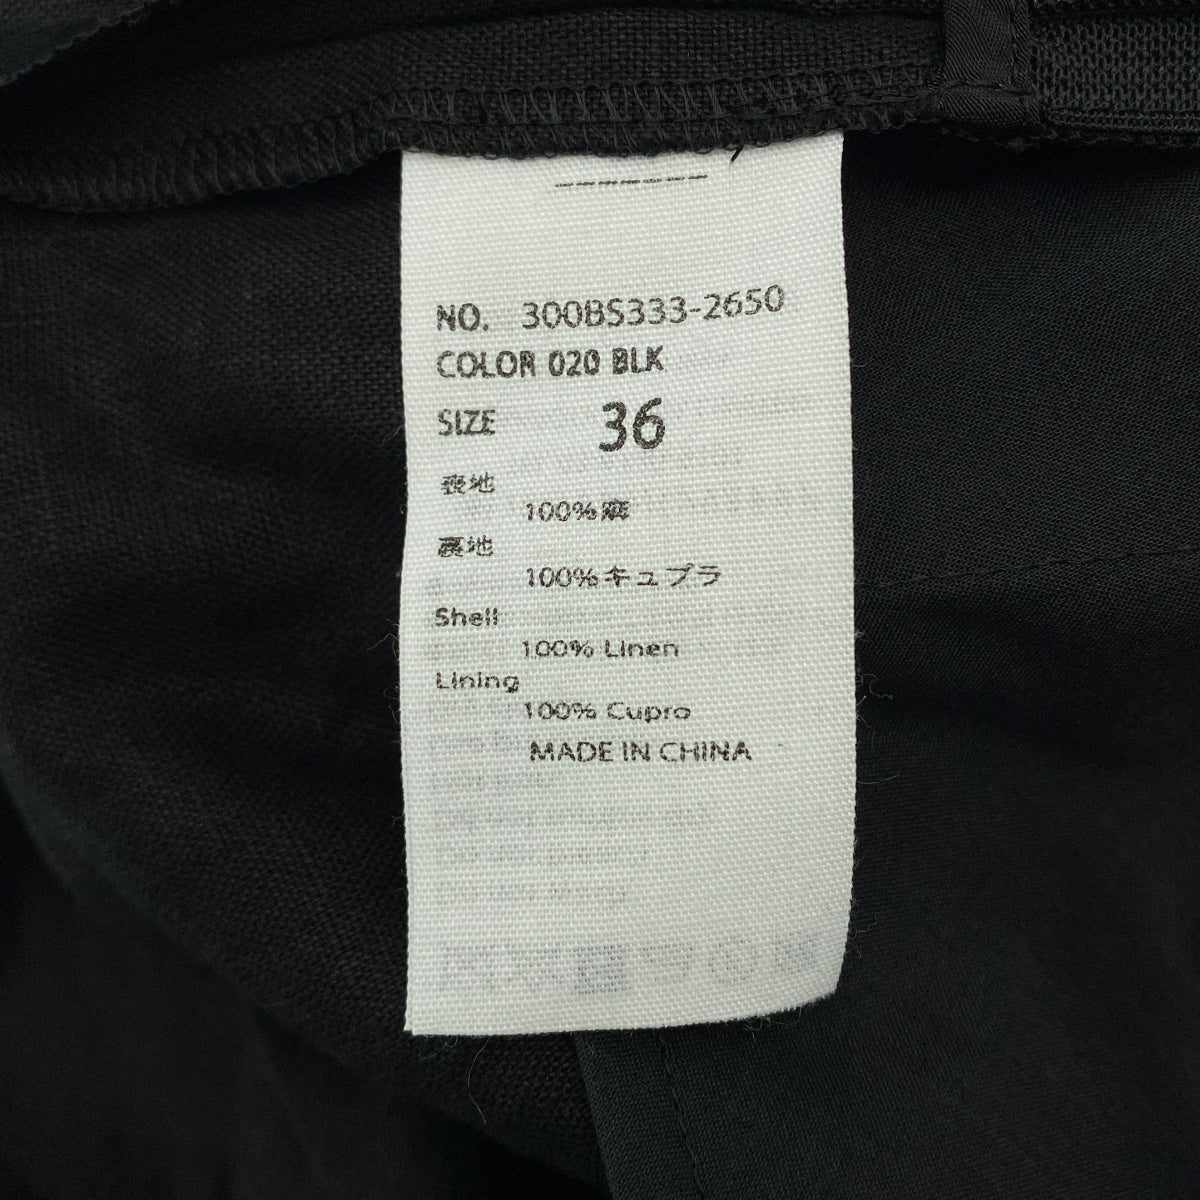 NO. 300BS333-2650
COLOR 020 BLK
SIZE 36
表地
100%麻
裏地
100%キュプラ
Shell
100% Linen
Lining
100% Cupro
MADE IN CHINA